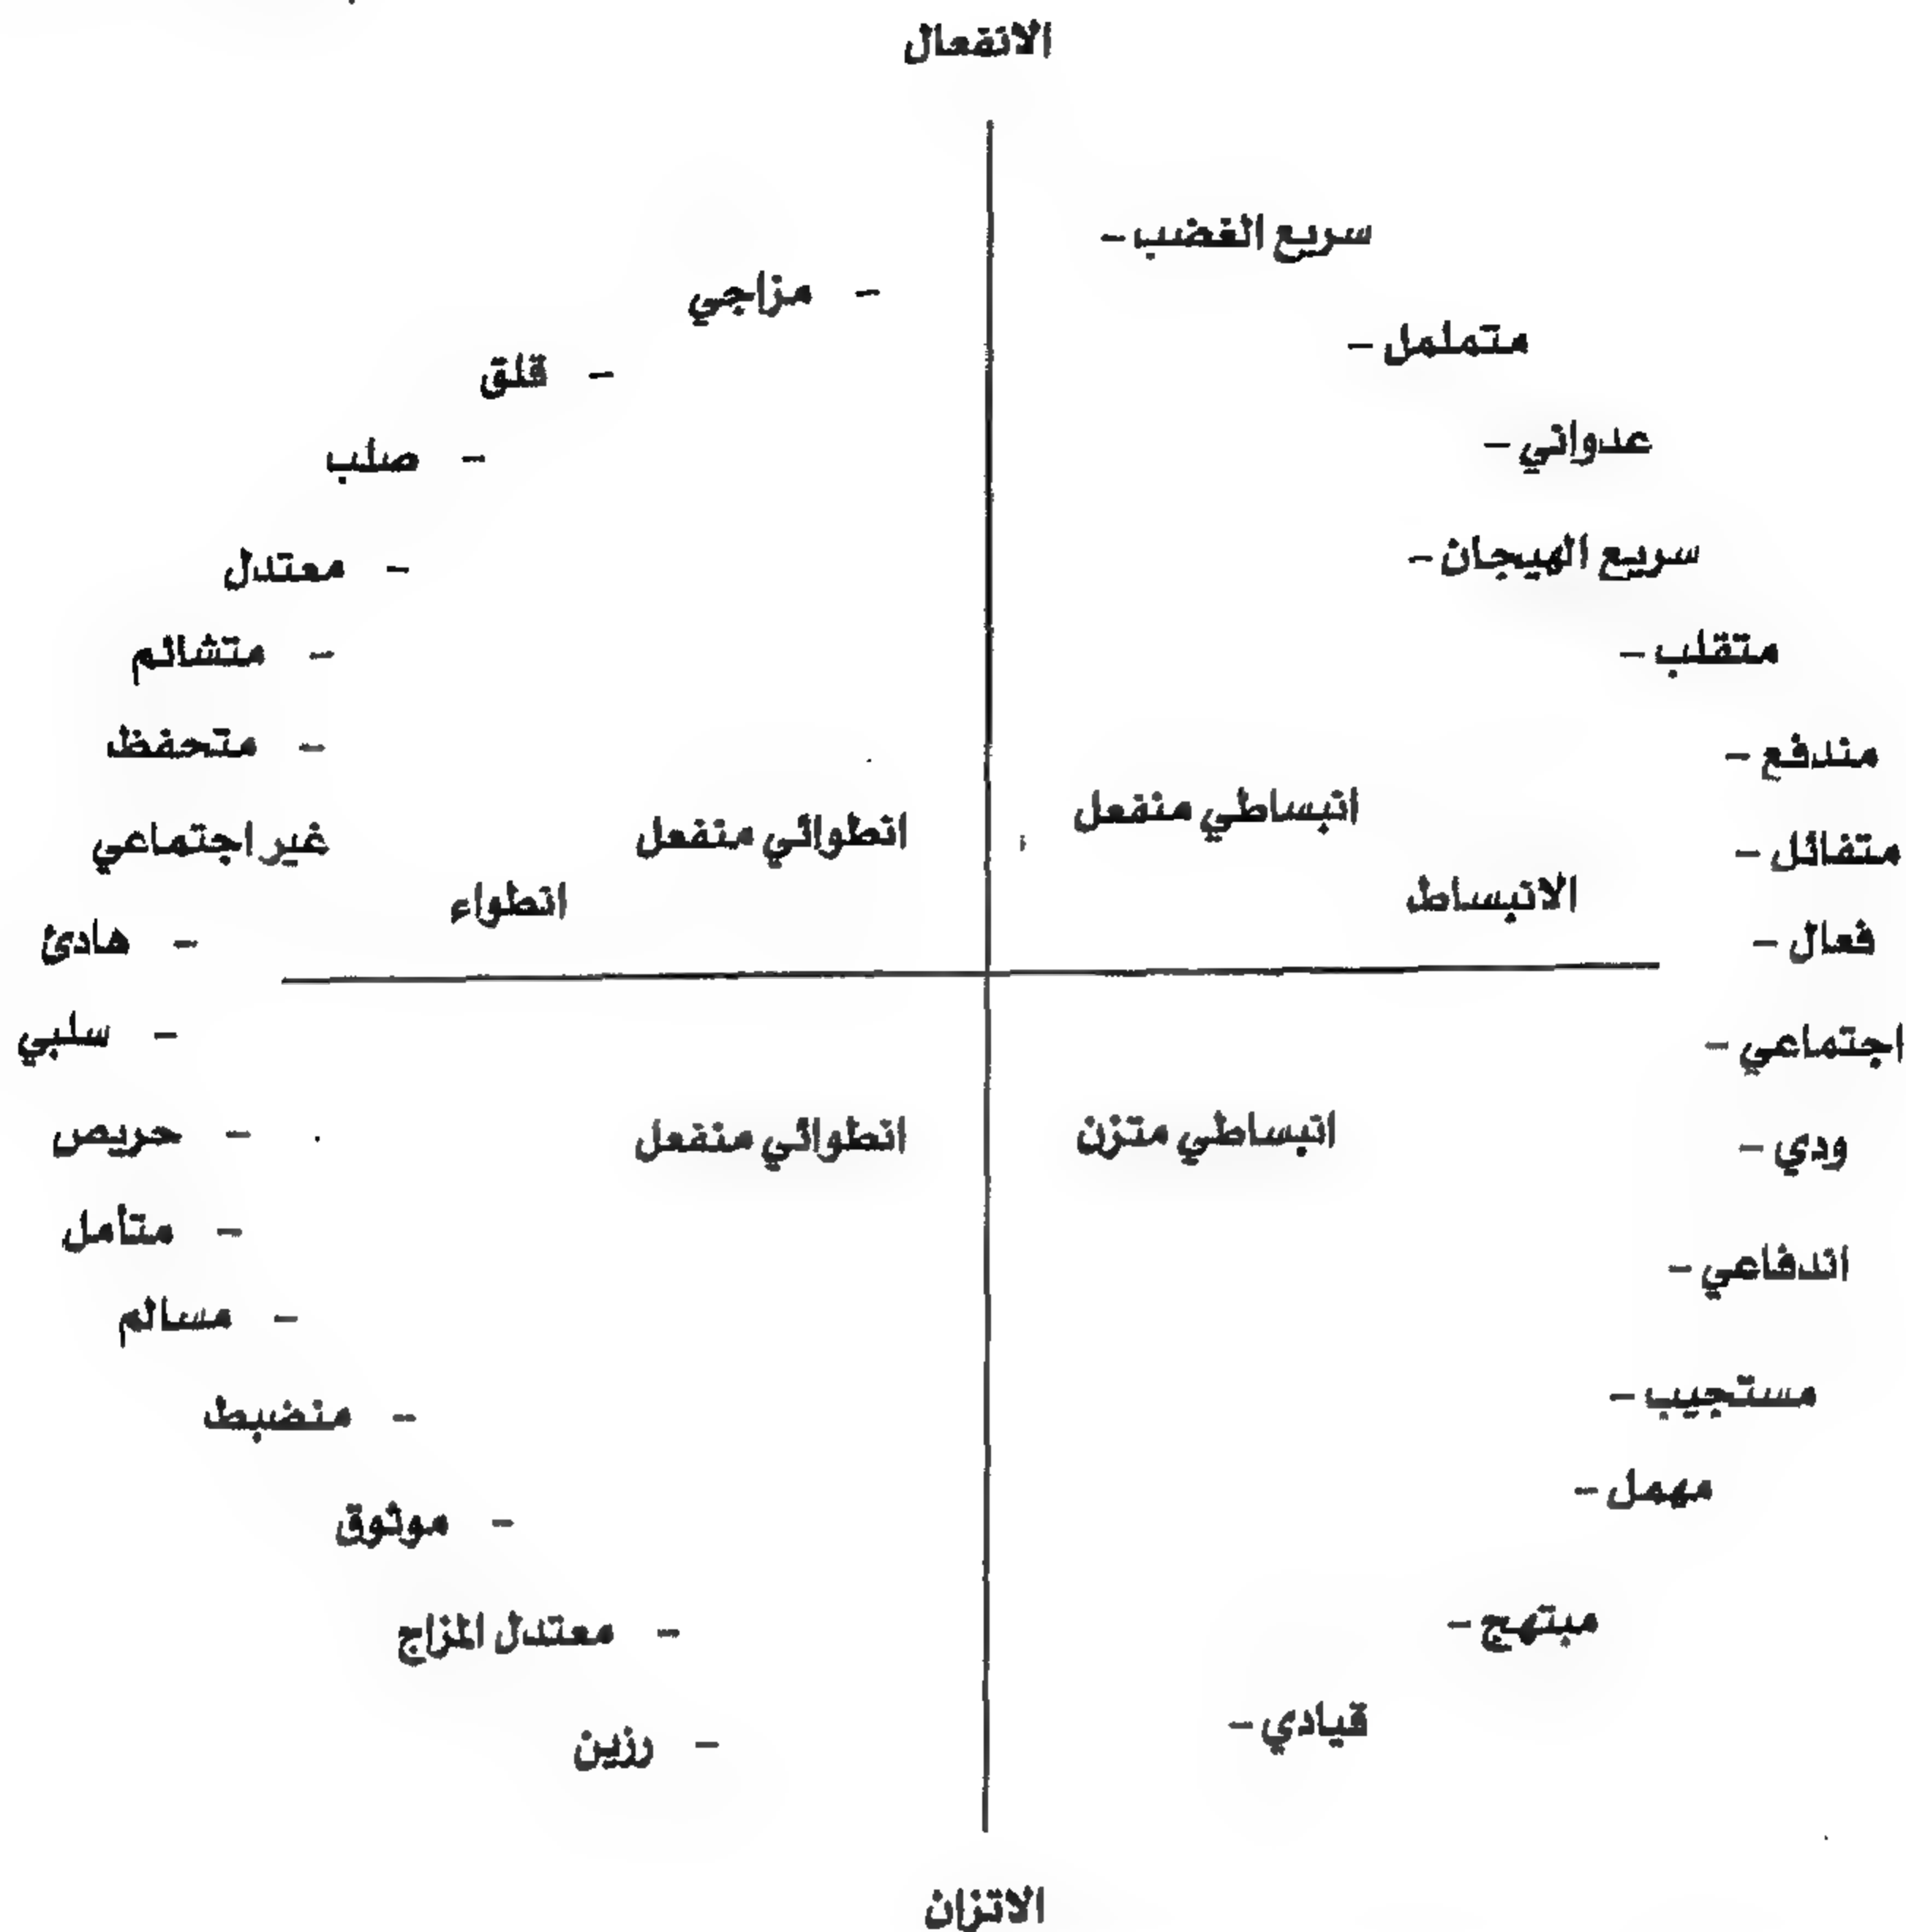 الانفعال
سريع الغضب -
- مزاجي
متململ -
- قلق
عدواني -
- صلب
سريع الهيجان -
- معتدل
متقلب -
- متشائم
مندفع -
- متحفظ
انبساطي منفعل
انطوائي منفعل
متفائل -
غير اجتماعي
الانبساط
انطواء
فعال -
- هادئ
اجتماعي -
- سلبي
انبساطي متزن
انطوائي منفعل
ودي -
- حريص
- متأمل
اندفاعي -
- مسالم
مستجيب -
- منضبط
مهمل -
- موثوق
مبتهج -
- معتدل المزاج
قيادي -
- رزين
الاتزان